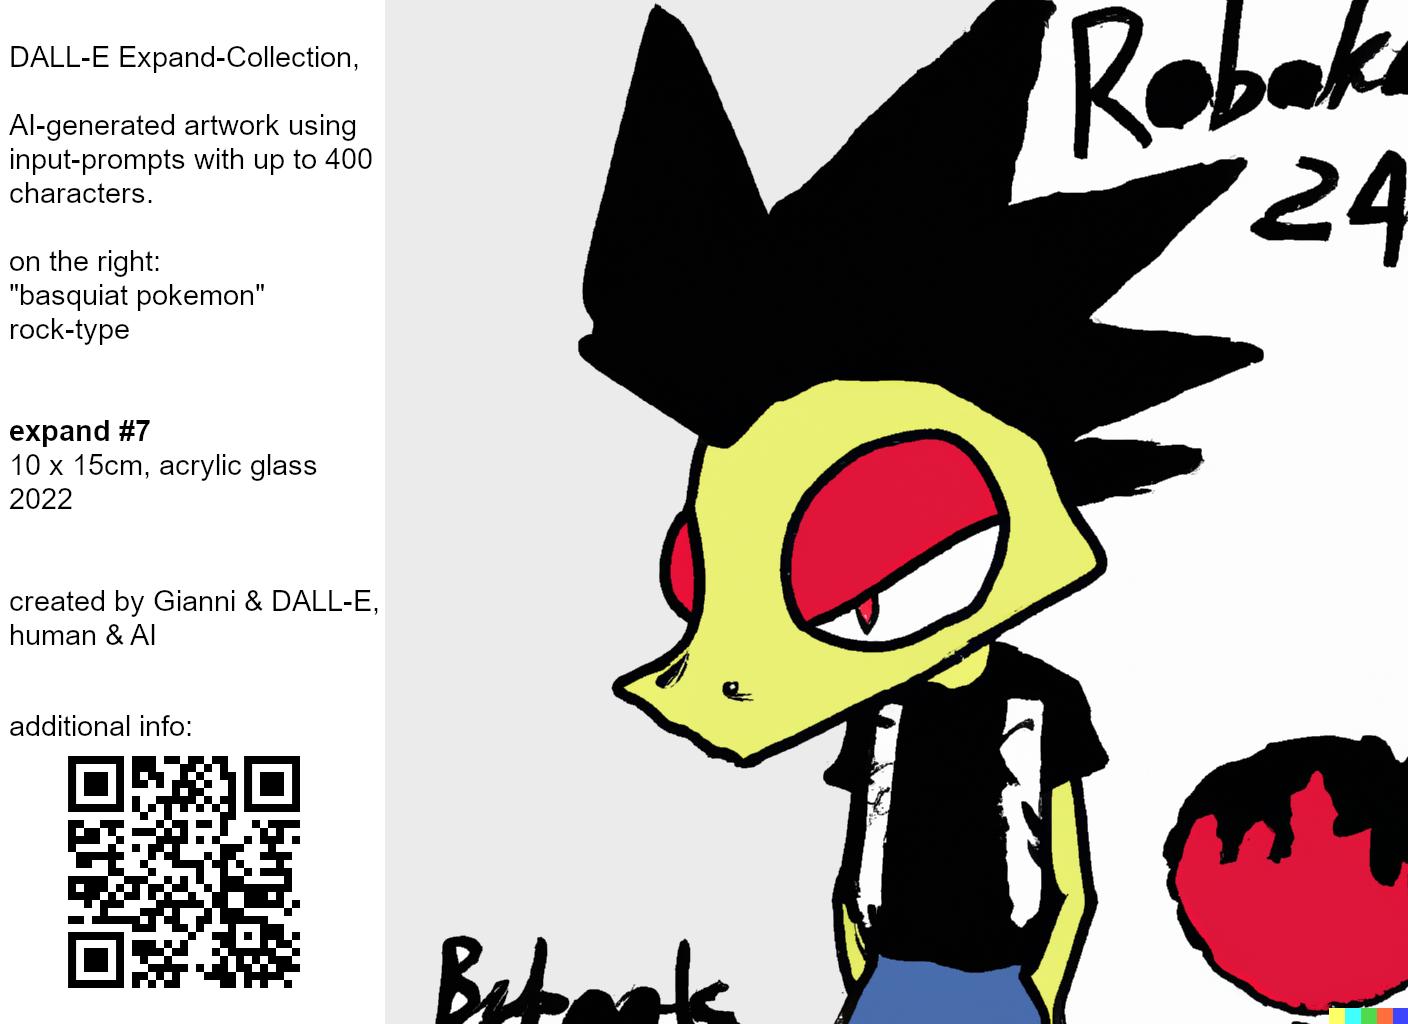 DALL-E Expand-Collection,
AI-generated artwork using
input-prompts with up to 400
characters.
on the right:
"basquiat pokemon"
rock-type
expand #7
10 x 15cm, acrylic glass
2022
created by Gianni & DALL-E,
human & AI
additional info:
24